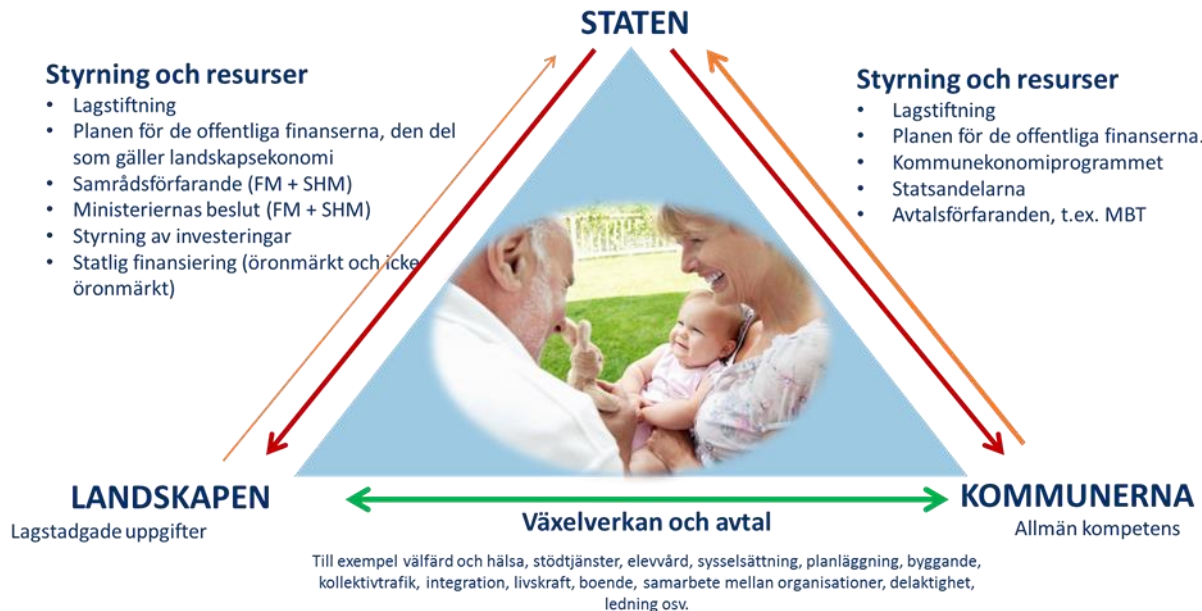 STATEN
Styrning och resurser
• Lagstiftning
• Planen för de offentliga finanserna, den del
som gäller landskapsekonomi
• Samrådsförfarande (FM + SHM)
• Ministeriernas beslut (FM + SHM)
• Styrning av investeringar
• Statlig finansiering (öronmärkt och icke
öronmärkt)
Styrning och resurser
• Lagstiftning
• Planen för de offentliga finanserna.
• Kommunekonomiprogrammet
• Statsandelarna
• Avtalsförfaranden, t.ex. MBT
LANDSKAPEN
Lagstadgade uppgifter
KOMMUNERNA
Allmän kompetens
Växelverkan och avtal
Till exempel välfärd och hälsa, stödtjänster, elevvård, sysselsättning, planläggning, byggande,
kollektivtrafik, integration, livskraft, boende, samarbete mellan organisationer, delaktighet,
ledning osv.